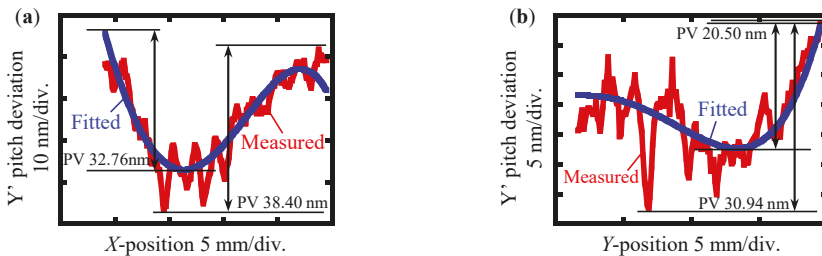 (a)
Y’ pitch deviation
10 nm/div.
Fitted
Measured
PV 32.76nm
PV 38.40 nm
X-position 5 mm/div.
(b)
Y’ pitch deviation
5 nm/div.
PV 20.50 nm
Fitted
Measured
PV 30.94 nm
Y-position 5 mm/div.